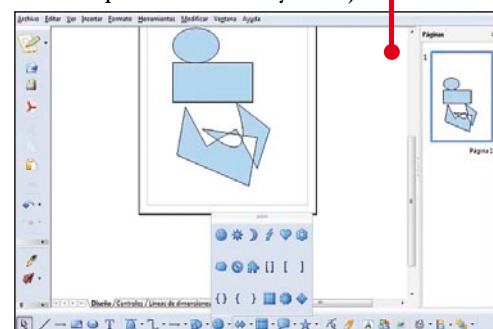 Archivo Editar Ver Insertar Formato Herramientas Modificar Ventana Ayuda
Páginas
1
Página 1
Diseño / Controles / Líneas de dimensiones